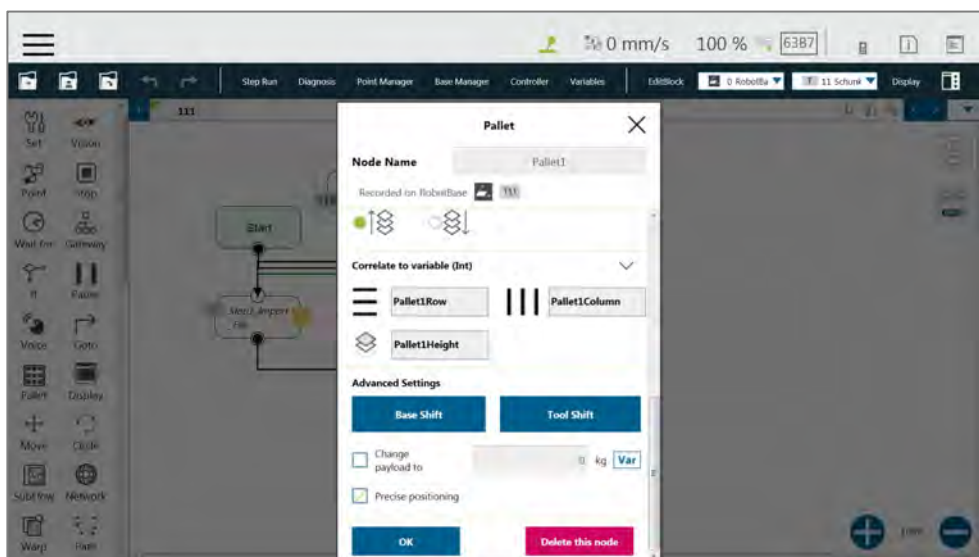 0 mm/s 100 % 6387
Step Run Diagnosis Point Manager Base Manager Controller Variables EditBlock 0 RobotBa 11 Schunk Display
111
Pallet
Set Vision
Node Name Pallet1
Point Stop
Recorded on RobotBase 111
Start
Wait for Gateway
Correlate to variable (Int)
If Pause
Pallet1Row Pallet1Column
Voice Goto
Pallet1Height
Pallet Display
Advanced Settings
Base Shift Tool Shift
Move Circle
Change
payload to 0 kg Var
SubFlow Network
Precise positioning
OK Delete this node
Warp